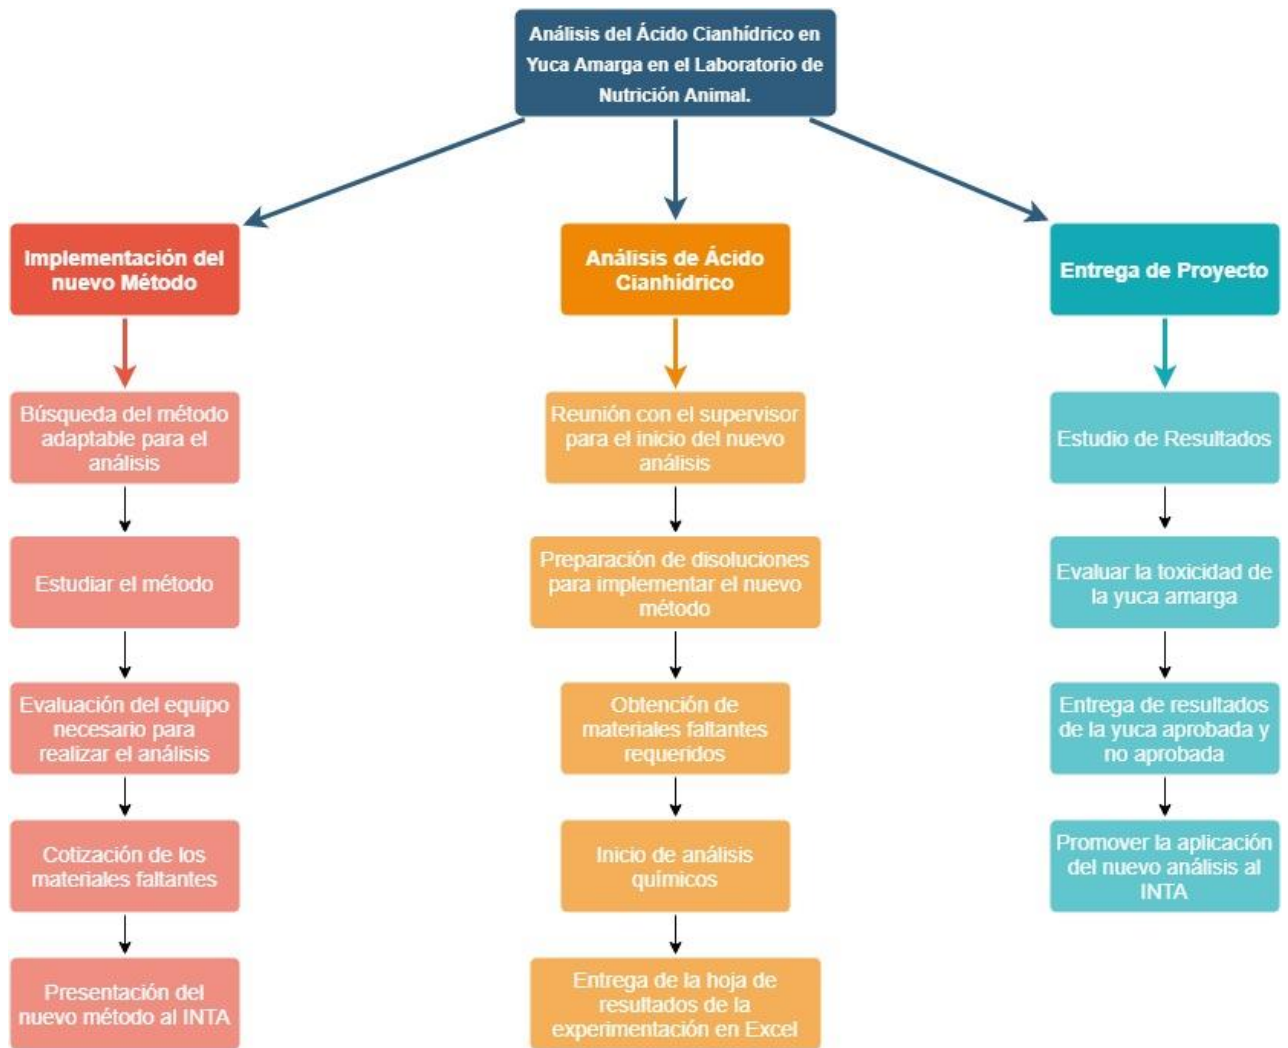 Análisis del Ácido Cianhídrico en
Yuca Amarga en el Laboratorio de
Nutrición Animal.
Implementación del
nuevo Método
Búsqueda del método
adaptable para el
análisis
Estudiar el método
Evaluación del equipo
necesario para
realizar el análisis
Cotización de los
materiales faltantes
Presentación del
nuevo método al INTA
Análisis de Ácido
Cianhídrico
Reunión con el supervisor
para el inicio del nuevo
análisis
Preparación de disoluciones
para implementar el nuevo
método
Obtención de
materiales faltantes
requeridos
Inicio de análisis
químicos
Entrega de la hoja de
resultados de la
experimentación en Excel
Entrega de Proyecto
Estudio de Resultados
Evaluar la toxicidad de
la yuca amarga
Entrega de resultados
de la yuca aprobada y
no aprobada
Promover la aplicación
del nuevo análisis al
INTA